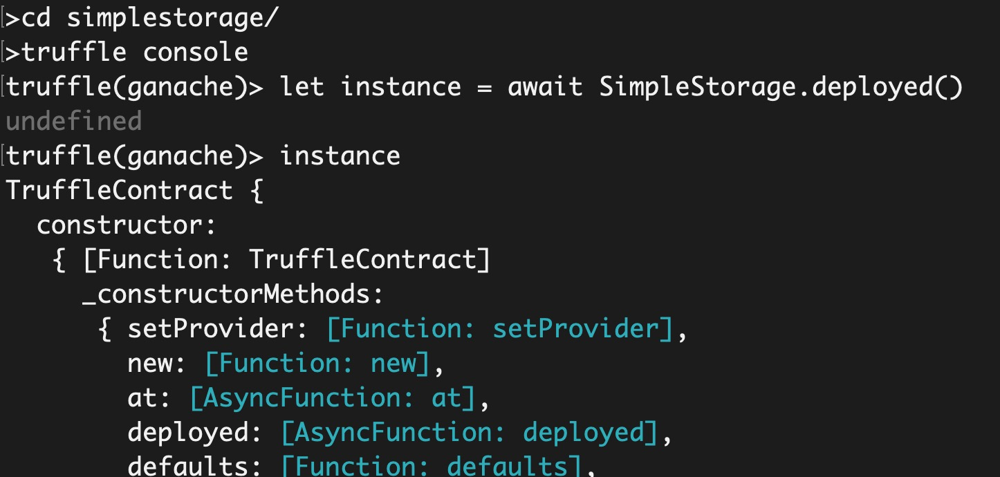 >cd simplestorage/
>truffle console
truffle(ganache)> let instance = await SimpleStorage.deployed()
undefined
truffle(ganache)> instance
TruffleContract {
  constructor:
   { [Function: TruffleContract]
     _constructorMethods:
      { setProvider: [Function: setProvider],
        new: [Function: new],
        at: [AsyncFunction: at],
        deployed: [AsyncFunction: deployed],
        defaults: [Function: defaults],